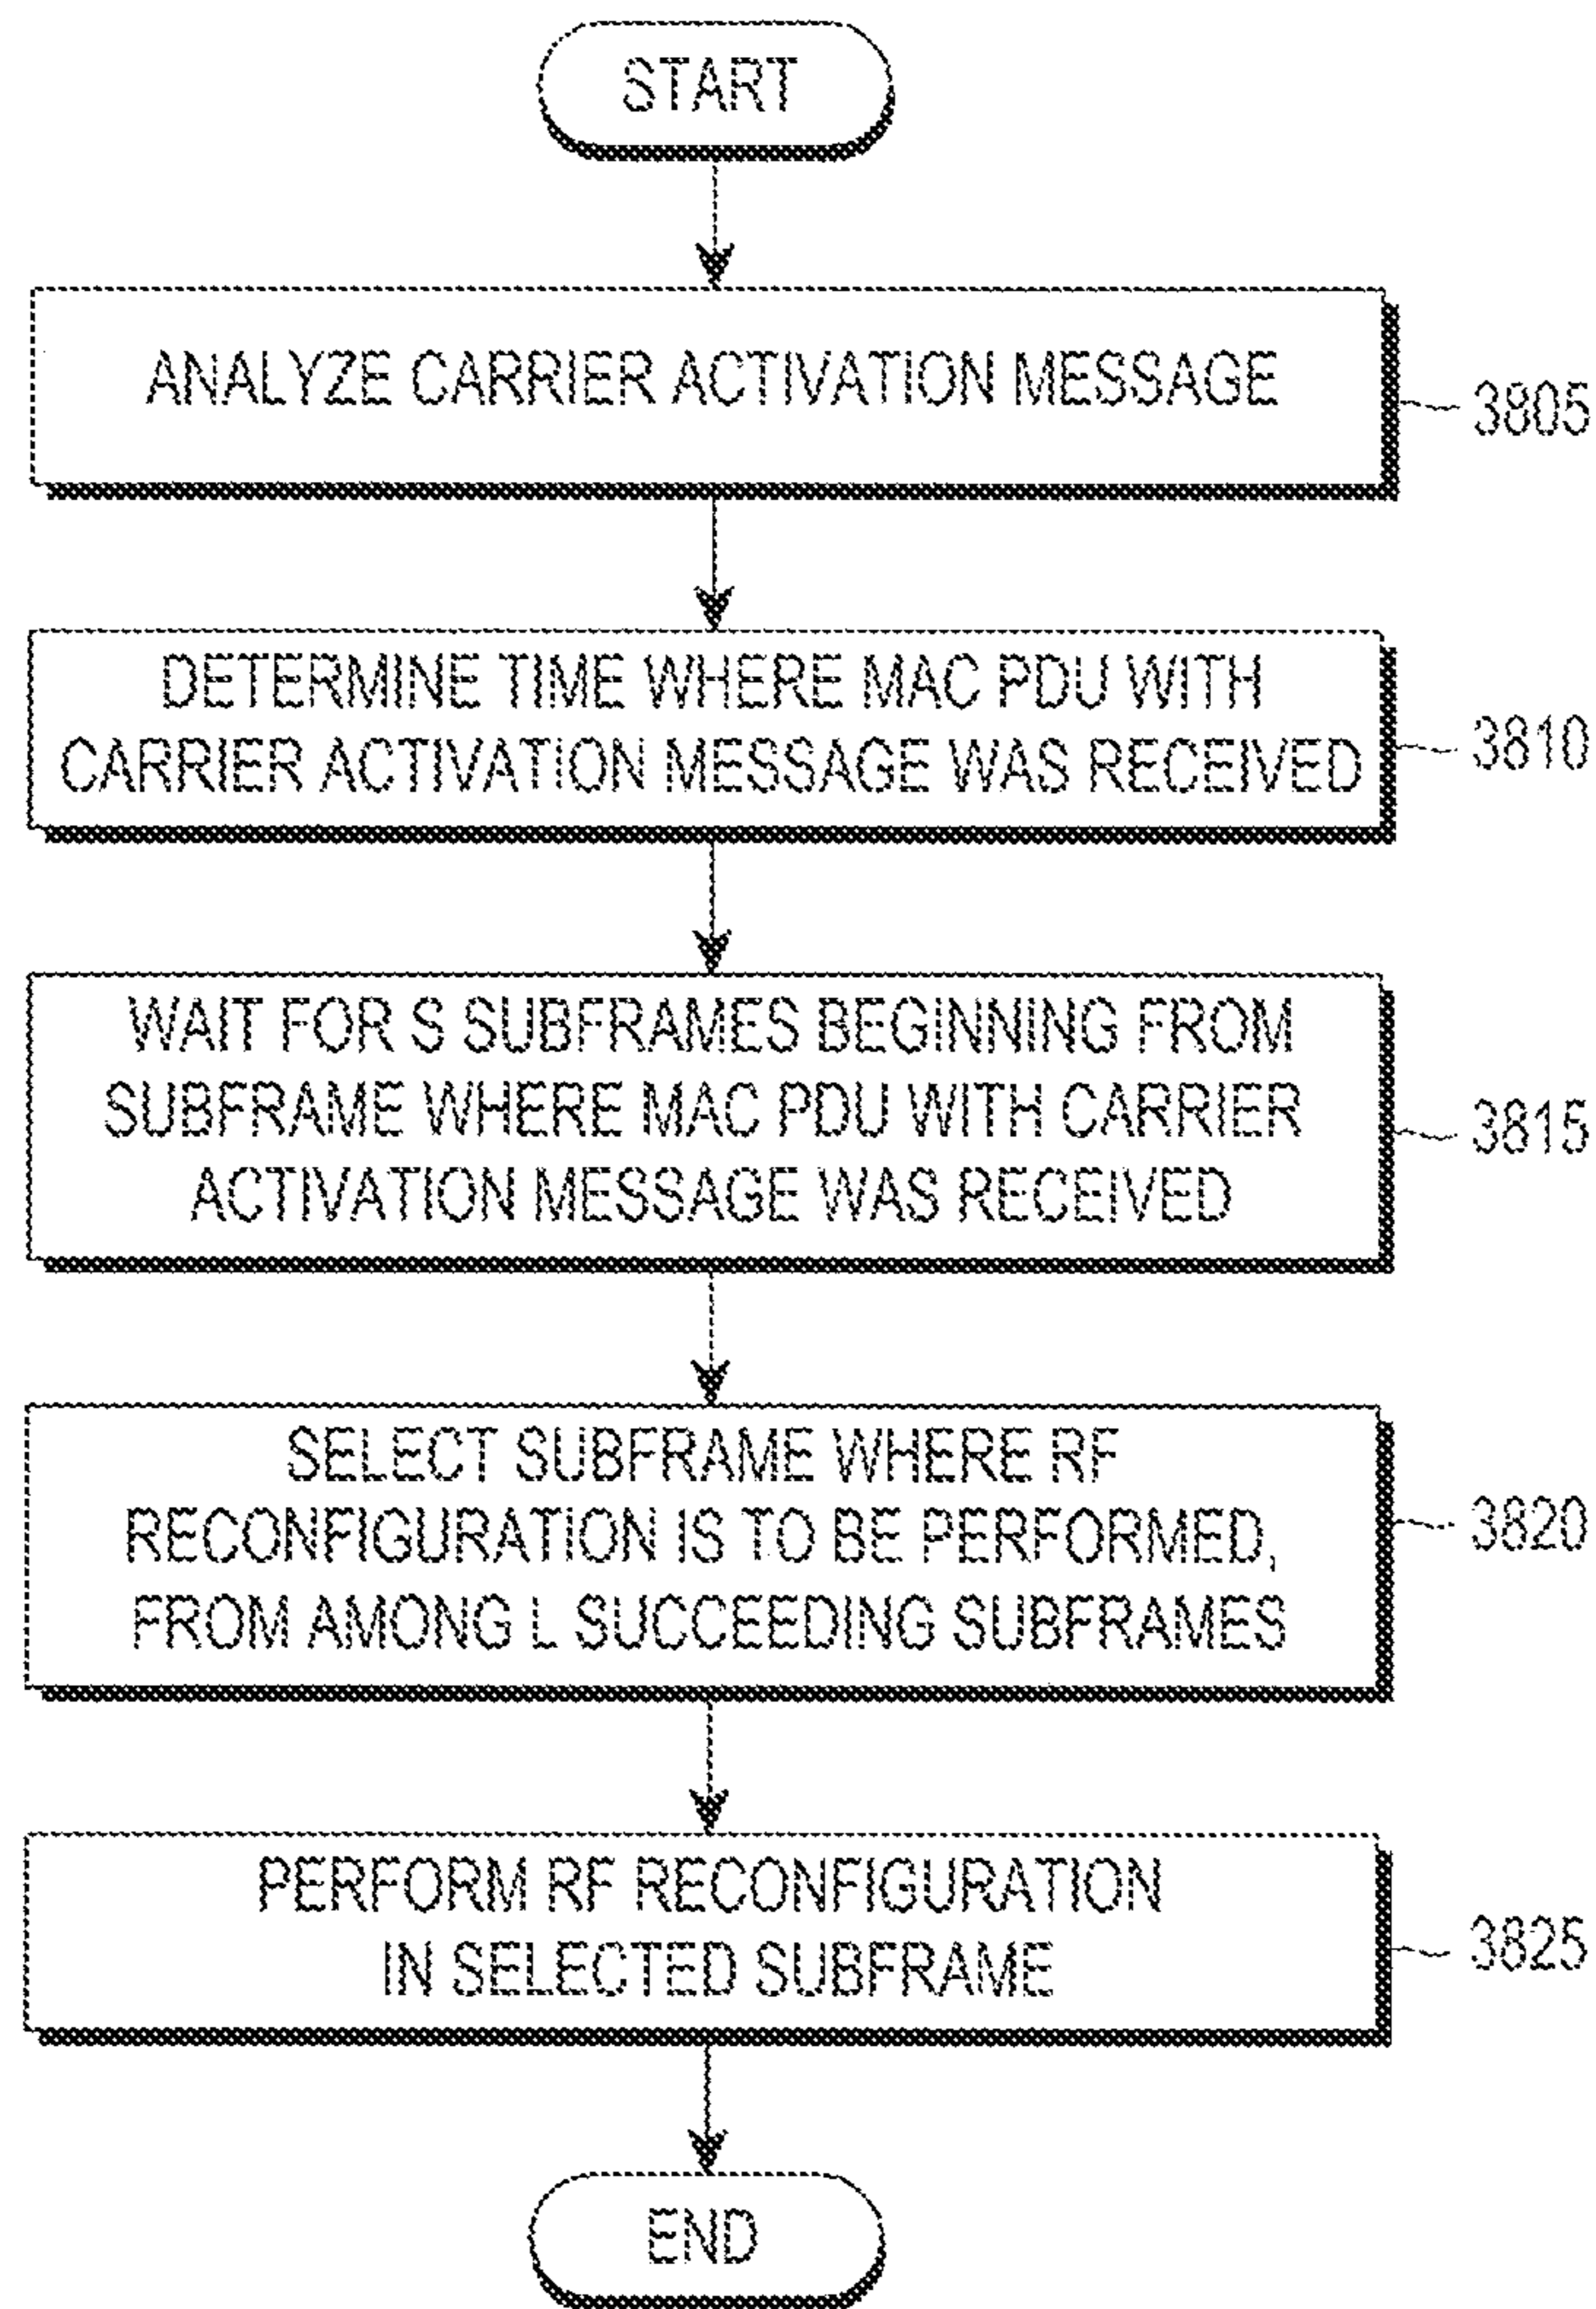 START
ANALYZE CARRIER ACTIVATION MESSAGE
3805
DETERMINE TIME WHERE MAC PDU WITH
CARRIER ACTIVATION MESSAGE WAS RECEIVED
3810
WAIT FOR S SUBFRAMES BEGINNING FROM
SUBFRAME WHERE MAC PDU WITH CARRIER
ACTIVATION MESSAGE WAS RECEIVED
3815
SELECT SUBFRAME WHERE RF
RECONFIGURATION IS TO BE PERFORMED,
FROM AMONG L SUCCEEDING SUBFRAMES
3820
PERFORM RF RECONFIGURATION
IN SELECTED SUBFRAME
3825
END